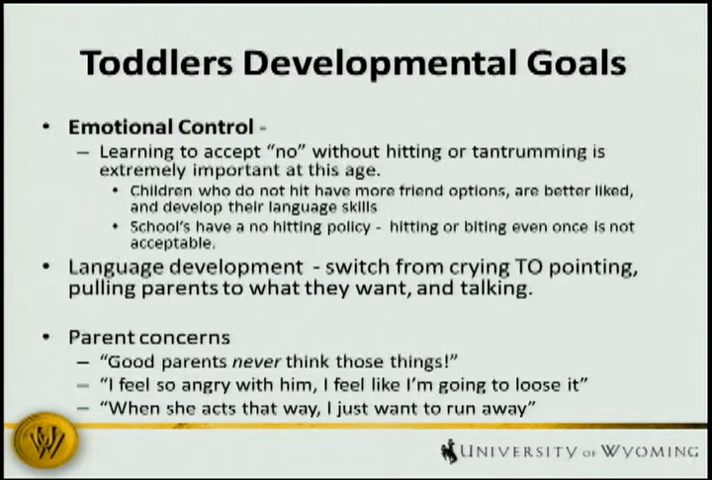 Toddlers Developmental Goals
• Emotional Control -
– Learning to accept “no” without hitting or tantrumming is
extremely important at this age.
• Children who do not hit have more friend options, are better liked,
and develop their language skills
• School’s have a no hitting policy - hitting or biting even once is not
acceptable.
• Language development - switch from crying TO pointing,
pulling parents to what they want, and talking.
• Parent concerns
– “Good parents never think those things!”
– “I feel so angry with him, I feel like I’m going to loose it”
– “When she acts that way, I just want to run away”
W
UNIVERSITY OF WYOMING